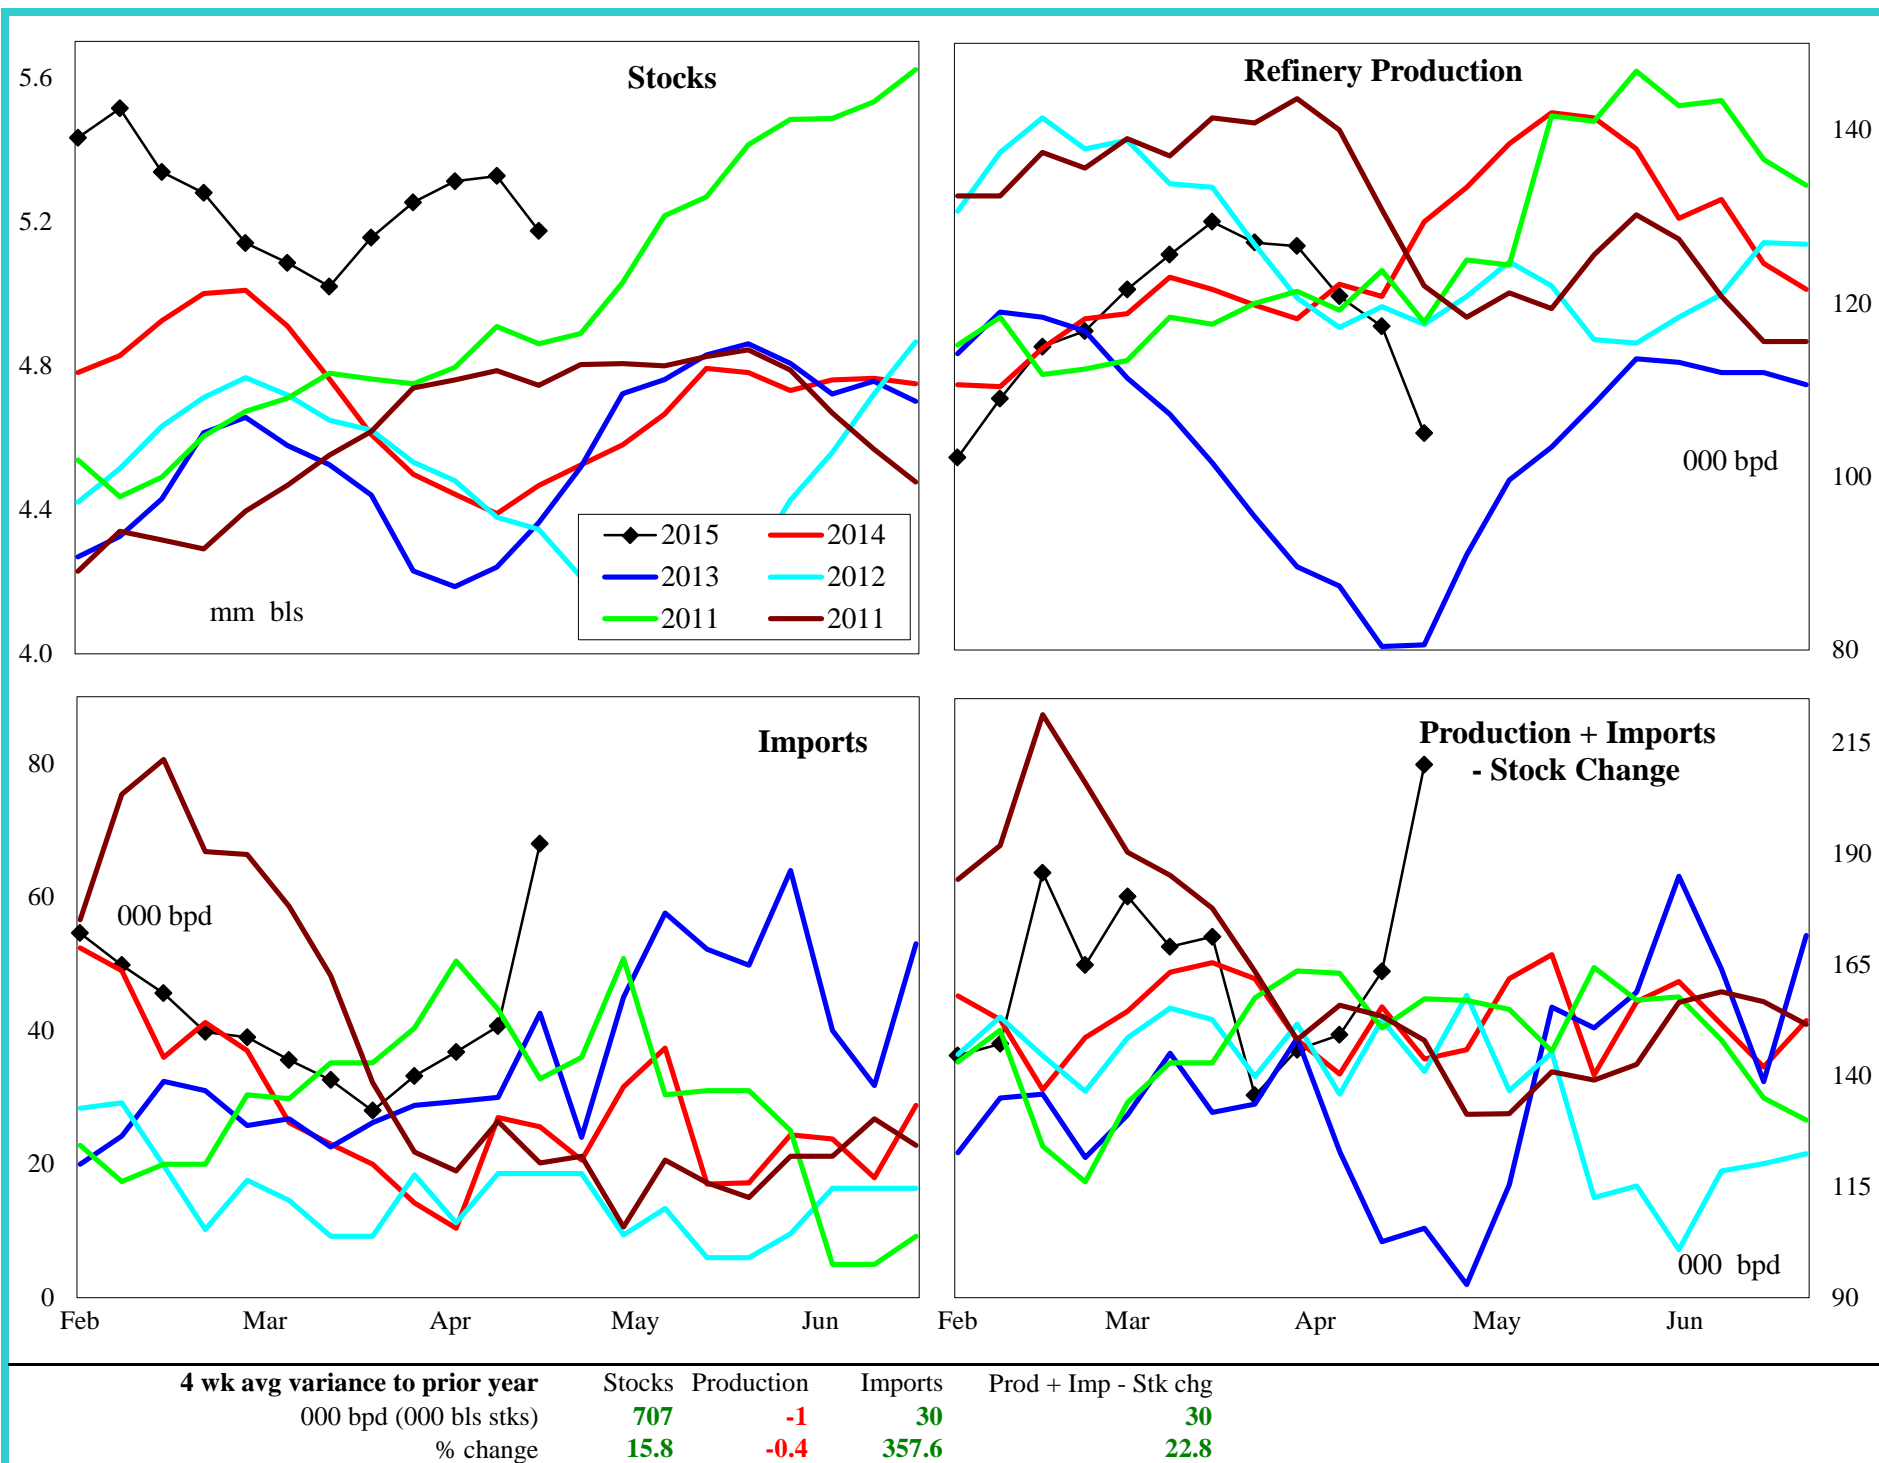 Stocks
5.6
5.2
4.8
4.4
4.0
mm bls
2015 2014
2013 2012
2011 2011
Refinery Production
140
120
100
80
000 bpd
Imports
80
60
40
20
0
000 bpd
Feb Mar Apr May Jun
Production + Imports
- Stock Change
215
190
165
140
115
90
000 bpd
Feb Mar Apr May Jun
4 wk avg variance to prior year Stocks Production Imports Prod + Imp - Stk chg
000 bpd (000 bls stks) 707 -1 30 30
% change 15.8 -0.4 357.6 22.8